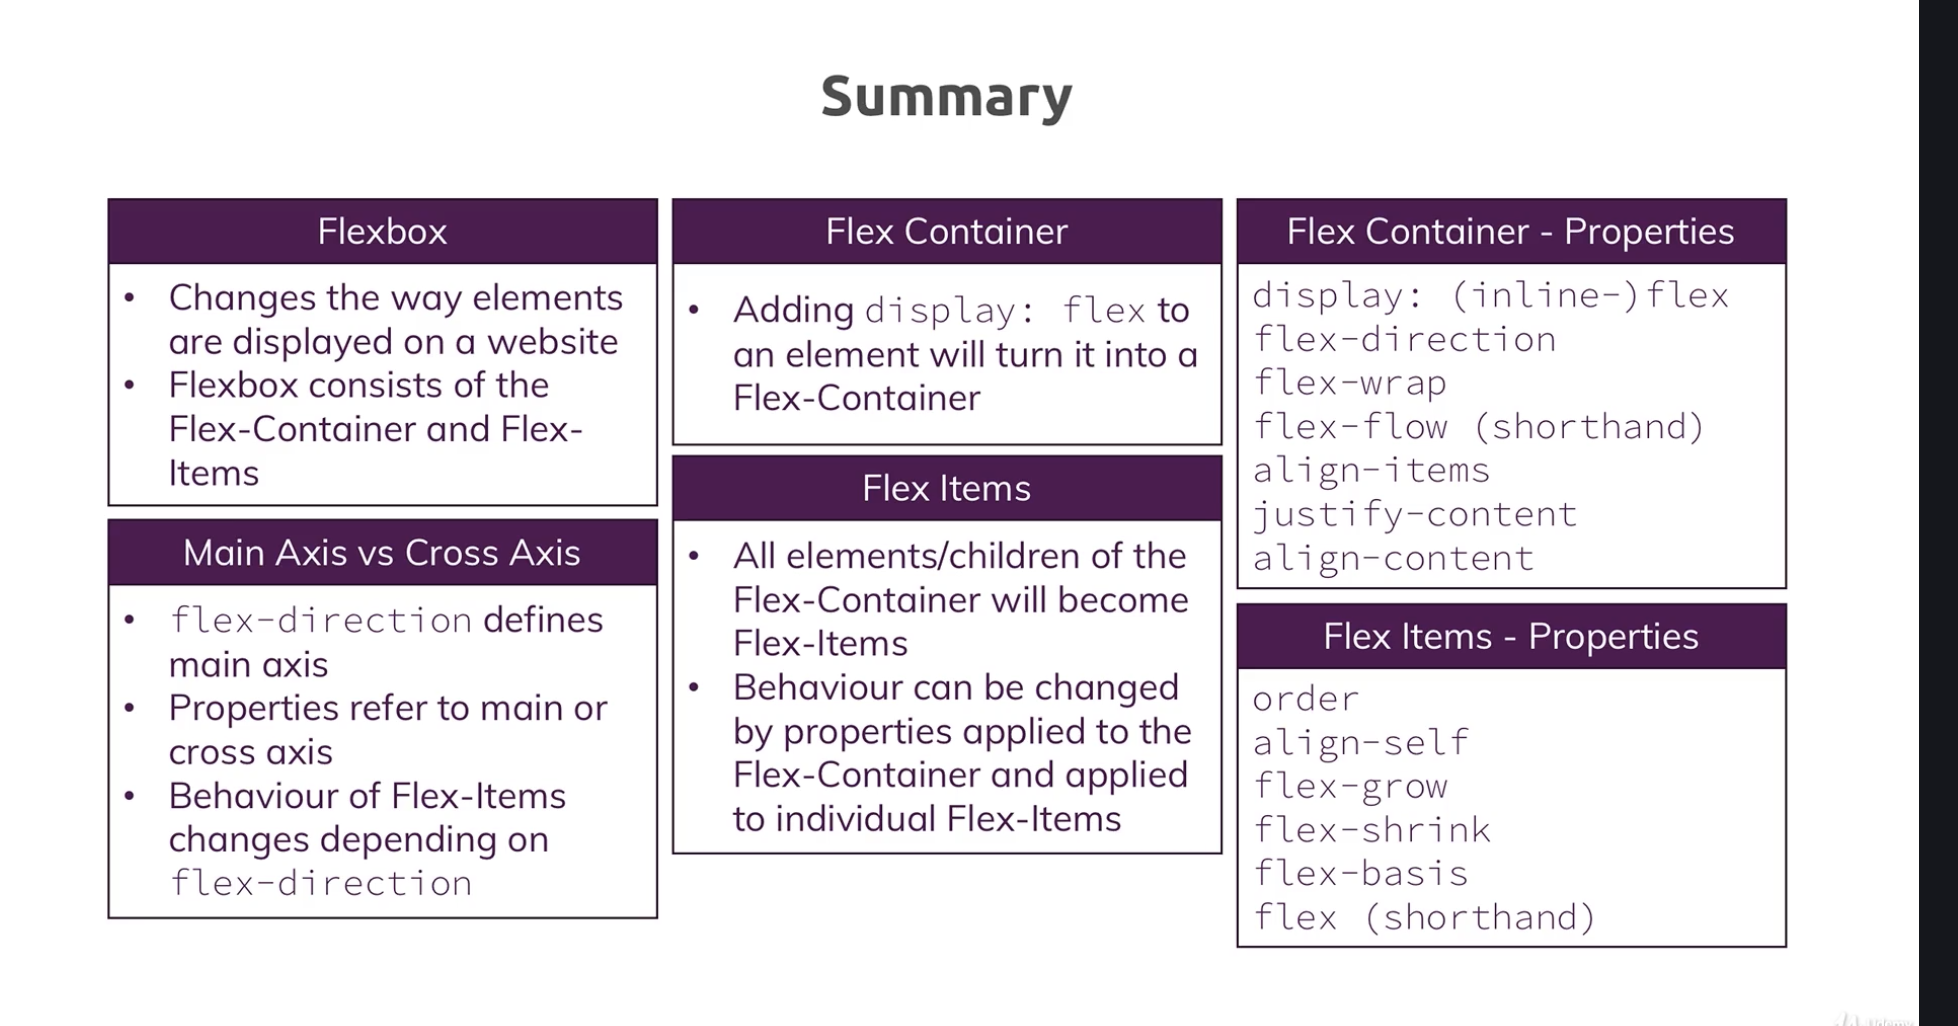 Summary
Flexbox
• Changes the way elements
are displayed on a website
• Flexbox consists of the
Flex-Container and Flex-
Items
Main Axis vs Cross Axis
• flex-direction defines
main axis
• Properties refer to main or
cross axis
• Behaviour of Flex-Items
changes depending on
flex-direction
Flex Container
• Adding display: flex to
an element will turn it into a
Flex-Container
Flex Items
• All elements/children of the
Flex-Container will become
Flex-Items
• Behaviour can be changed
by properties applied to the
Flex-Container and applied
to individual Flex-Items
Flex Container - Properties
display: (inline-)flex
flex-direction
flex-wrap
flex-flow (shorthand)
align-items
justify-content
align-content
Flex Items - Properties
order
align-self
flex-grow
flex-shrink
flex-basis
flex (shorthand)